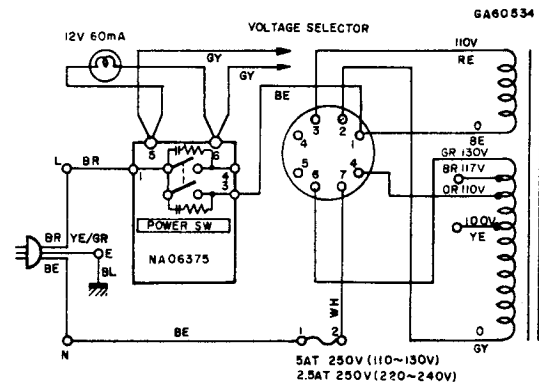 GA60534
VOLTAGE SELECTOR
12V 60mA
110V
RE
GY
GY
BE
3 2
4 1
5 4
6 7
0
BE
GR 130V
BR 117V
OR 110V
100V
YE
5 6
L BR
1 4
3
POWER SW
NA06375
BR YE/GR
E
BE
BL
WH
0
GY
N BE 1 2
5AT 250V (110~130V)
2.5AT 250V (220~240V)